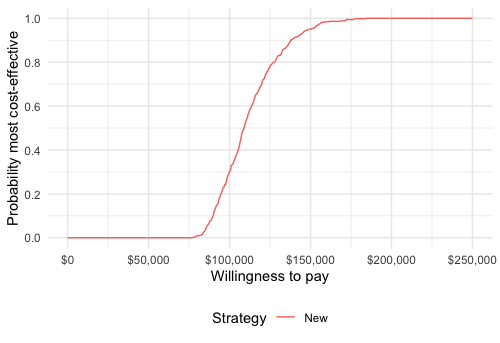 Probability most cost-effective
1.0
0.8
0.6
0.4
0.2
0.0
$0 $50,000 $100,000 $150,000 $200,000 $250,000
Willingness to pay
Strategy New